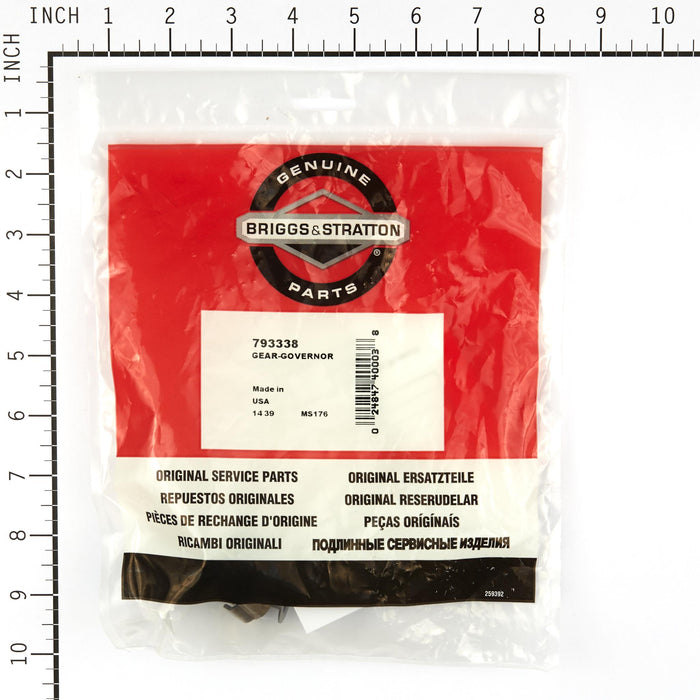 INCH 1 2 3 4 5 6 7 8 9 10
INCH
1
2
3
4
5
6
7
8
9
10
GENUINE
BRIGGS & STRATTON
®
PARTS
793338
GEAR-GOVERNOR
Made in
USA
14 39 MS176
0 24847 40003 8
ORIGINAL SERVICE PARTS ORIGINAL ERSATZTEILE
REPUESTOS ORIGINALES ORIGINAL RESERUDELAR
PIÈCES DE RECHANGE D'ORIGINE PEÇAS ORIGÍNAIS
RICAMBI ORIGINALI ПОДЛИННЫЕ СЕРВИСНЫЕ ИЗДЕЛИЯ
259392